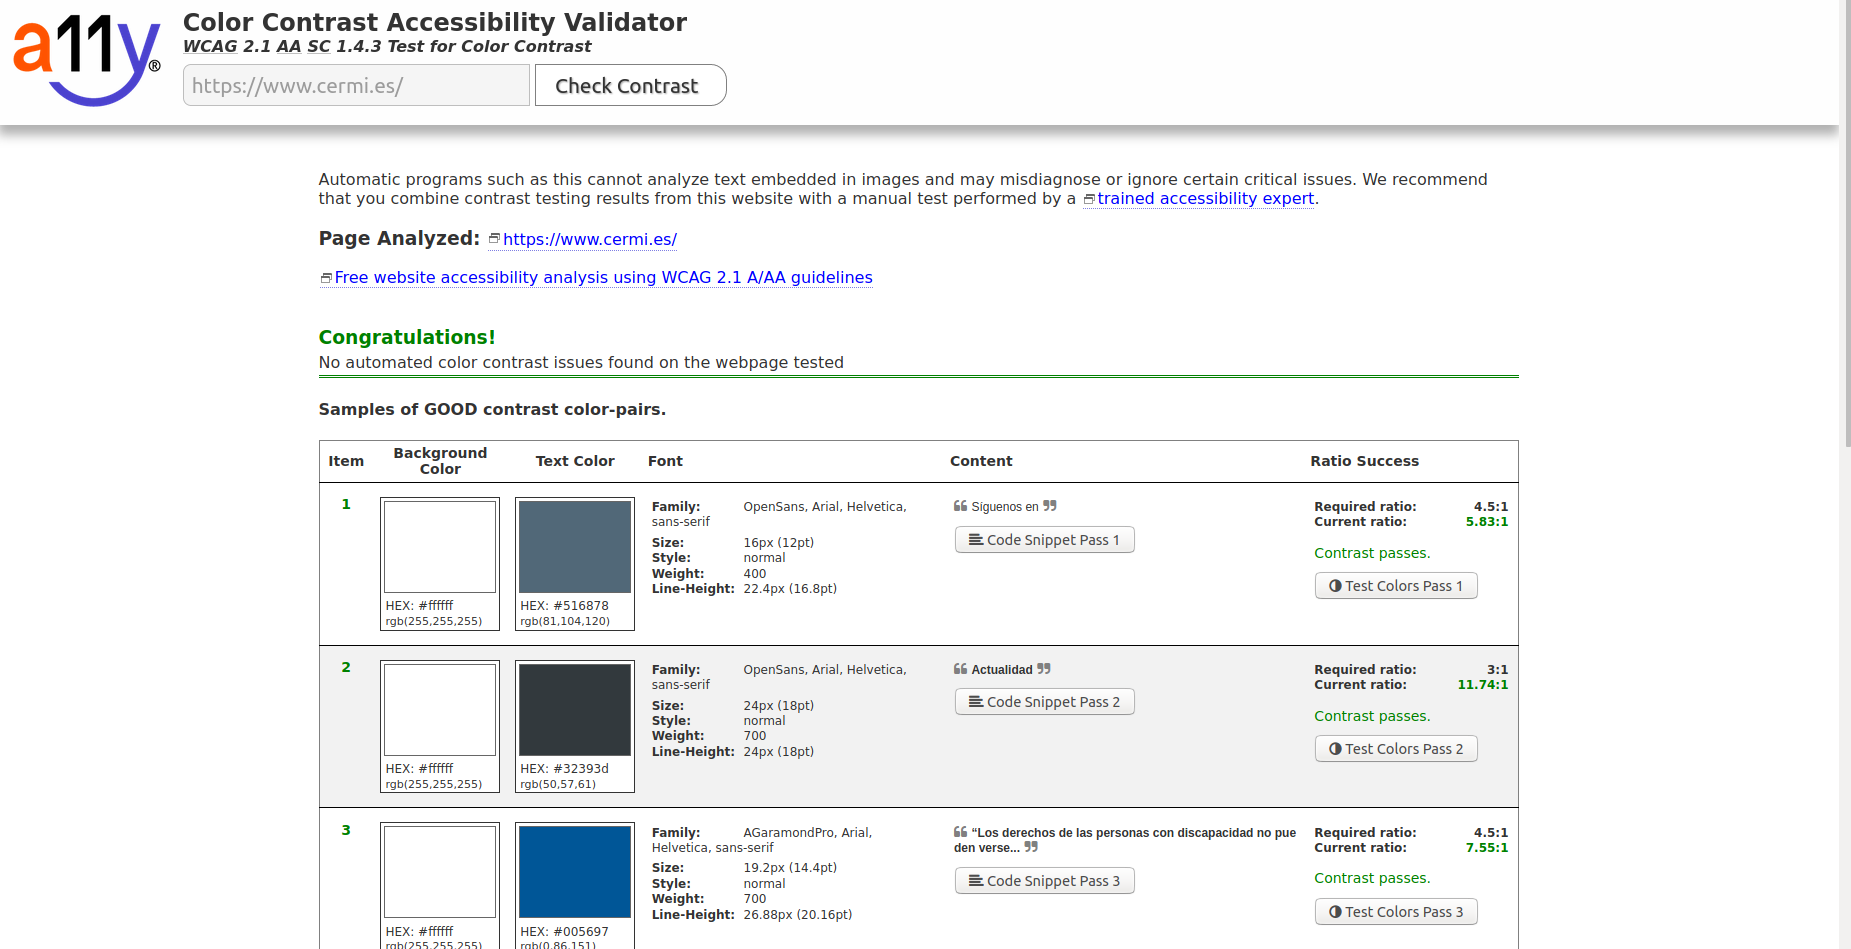 a11y®
Color Contrast Accessibility Validator
WCAG 2.1 AA SC 1.4.3 Test for Color Contrast
https://www.cermi.es/
Check Contrast
Automatic programs such as this cannot analyze text embedded in images and may misdiagnose or ignore certain critical issues. We recommend
that you combine contrast testing results from this website with a manual test performed by a trained accessibility expert.
Page Analyzed: https://www.cermi.es/
Free website accessibility analysis using WCAG 2.1 A/AA guidelines
Congratulations!
No automated color contrast issues found on the webpage tested
Samples of GOOD contrast color-pairs.
Item
Background
Color
Text Color
Font
Content
Ratio Success
1
HEX: #ffffff
rgb(255,255,255)
HEX: #516878
rgb(81,104,120)
Family: OpenSans, Arial, Helvetica,
sans-serif
Size: 16px (12pt)
Style: normal
Weight: 400
Line-Height: 22.4px (16.8pt)
❝ Síguenos en ❞
Code Snippet Pass 1
Required ratio: 4.5:1
Current ratio: 5.83:1
Contrast passes.
Test Colors Pass 1
2
HEX: #ffffff
rgb(255,255,255)
HEX: #32393d
rgb(50,57,61)
Family: OpenSans, Arial, Helvetica,
sans-serif
Size: 24px (18pt)
Style: normal
Weight: 700
Line-Height: 24px (18pt)
❝ Actualidad ❞
Code Snippet Pass 2
Required ratio: 3:1
Current ratio: 11.74:1
Contrast passes.
Test Colors Pass 2
3
HEX: #ffffff
rgb(255,255,255)
HEX: #005697
rgb(0,86,151)
Family: AGaramondPro, Arial,
Helvetica, sans-serif
Size: 19.2px (14.4pt)
Style: normal
Weight: 700
Line-Height: 26.88px (20.16pt)
❝ “Los derechos de las personas con discapacidad no pue
den verse... ❞
Code Snippet Pass 3
Required ratio: 4.5:1
Current ratio: 7.55:1
Contrast passes.
Test Colors Pass 3